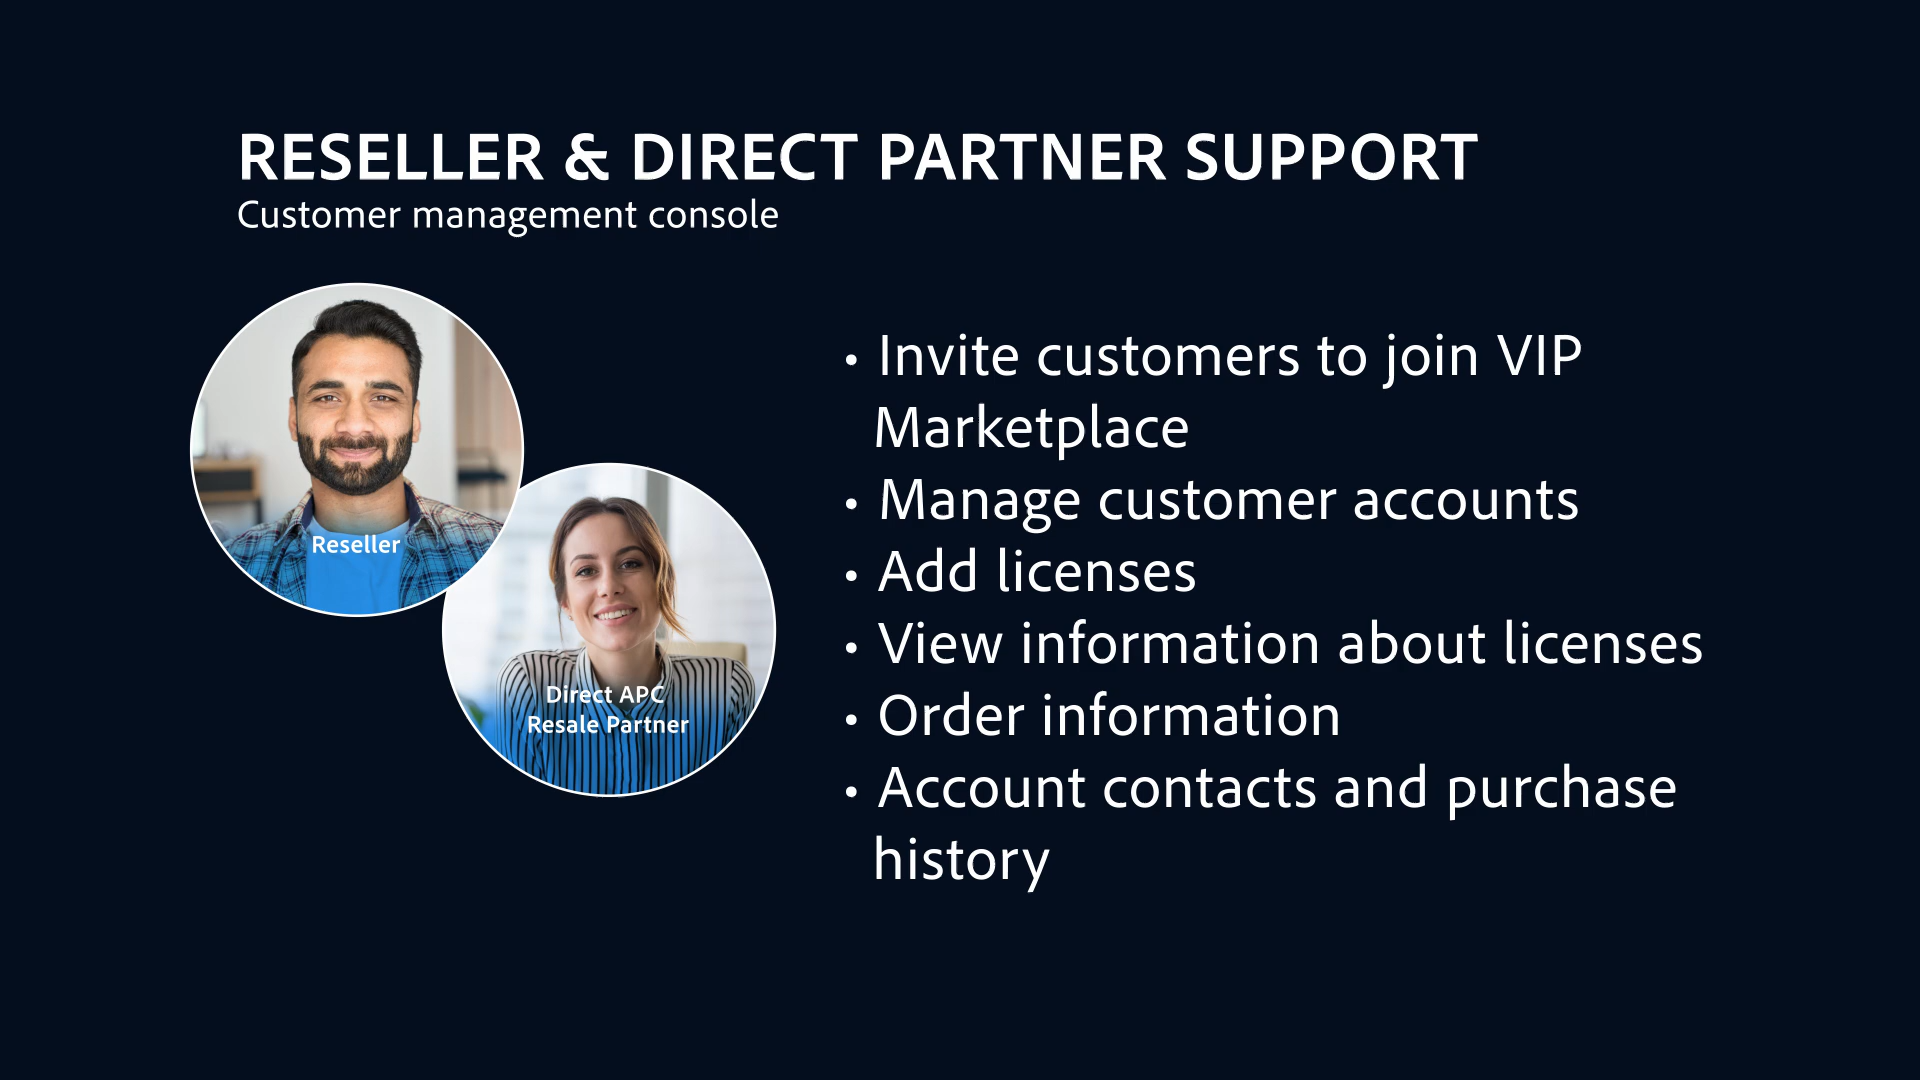 RESELLER & DIRECT PARTNER SUPPORT
Customer management console
Reseller
Direct APC
Resale Partner
• Invite customers to join VIP
Marketplace
• Manage customer accounts
• Add licenses
• View information about licenses
• Order information
• Account contacts and purchase
history